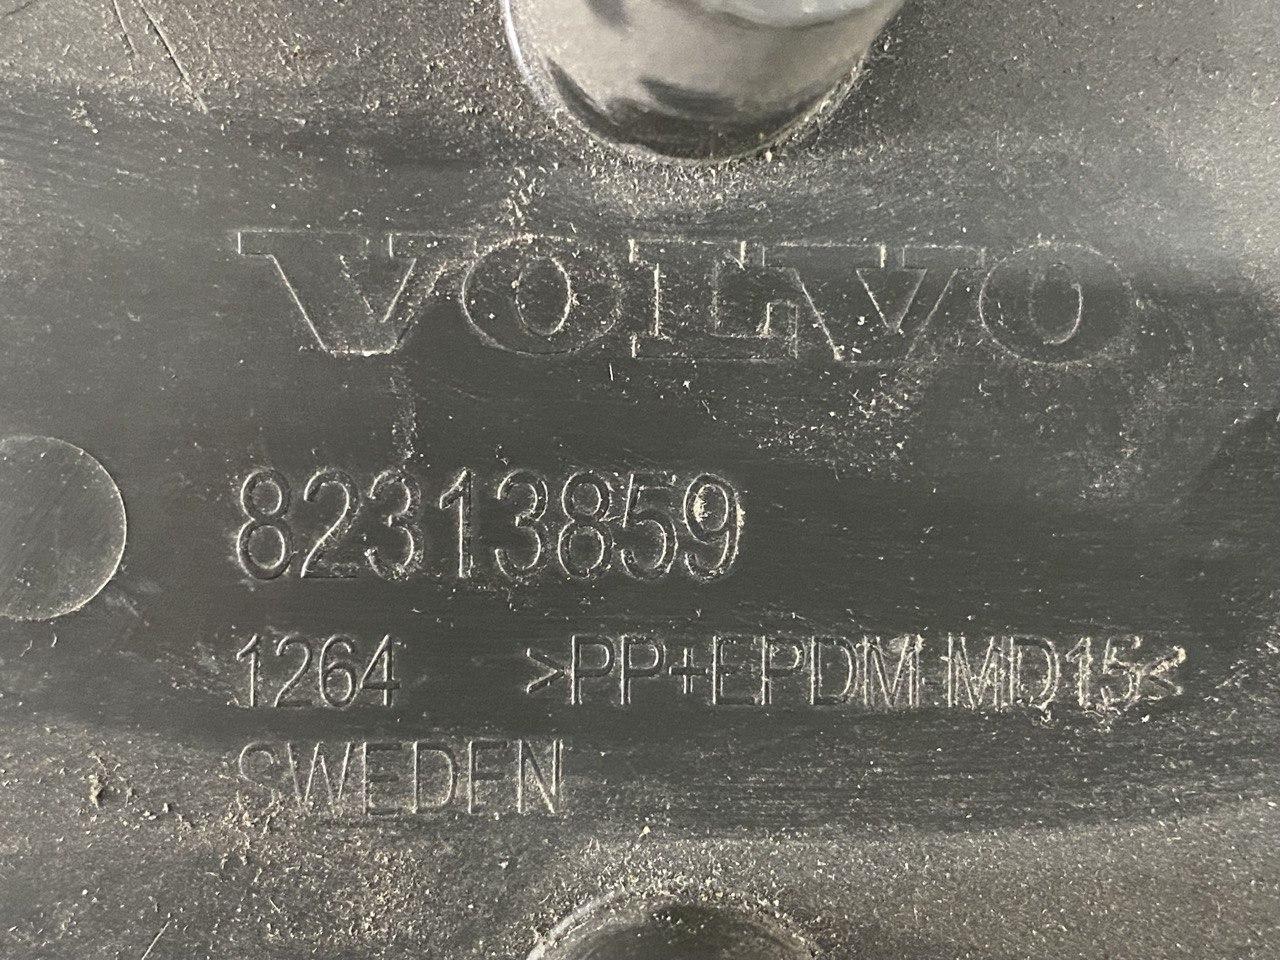 VOLVO
82313859
1264 >PP+EPDM-MD15<
SWEDEN